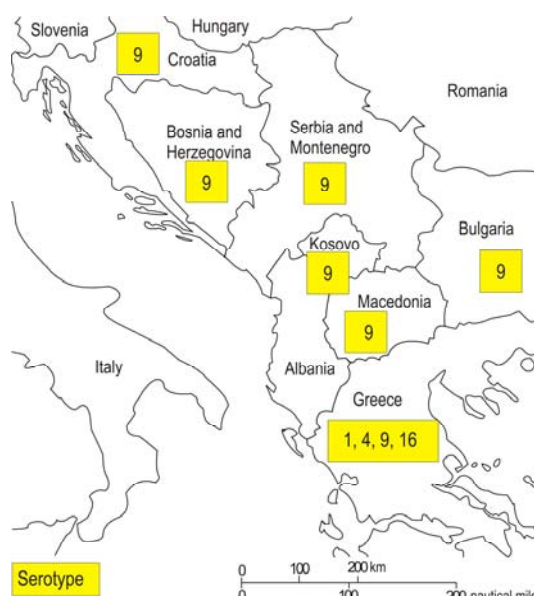 Slovenia
Hungary
9
Croatia
Romania
Bosnia and
Herzegovina
9
Serbia and
Montenegro
9
Bulgaria
9
Kosovo
9
Macedonia
9
Italy
Albania
Greece
1, 4, 9, 16
Serotype
0 100 200 km
0 100 200 nautical mile